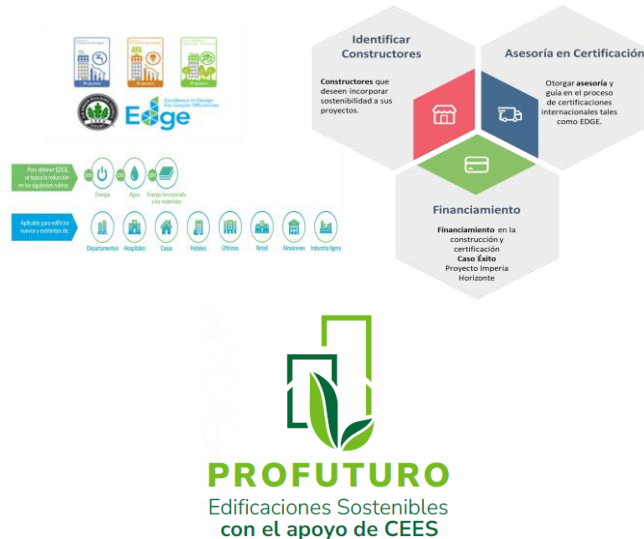 Edge
Excellence in Design
For Greater Efficiencies
Para obtener EDGE,
se busca la reducción
en los siguientes rubros:
20%
20%
20%
Energía
Agua
Energía incorporada
a los materiales
Aplicable para edificios
nuevos y existentes de:
Departamentos
Hospitales
Casas
Hoteles
Oficinas
Retail
Almacenes
Industria ligera
Identificar
Constructores
Constructores que
deseen incorporar
sostenibilidad a sus
proyectos.
Asesoría en Certificación
Otorgar asesoría y
guía en el proceso
de certificaciones
internacionales tales
como EDGE.
Financiamiento
Financiamiento en la
construcción y
certificación
Caso Éxito
Proyecto Imperia
Horizonte
PROFUTURO
Edificaciones Sostenibles
con el apoyo de CEES